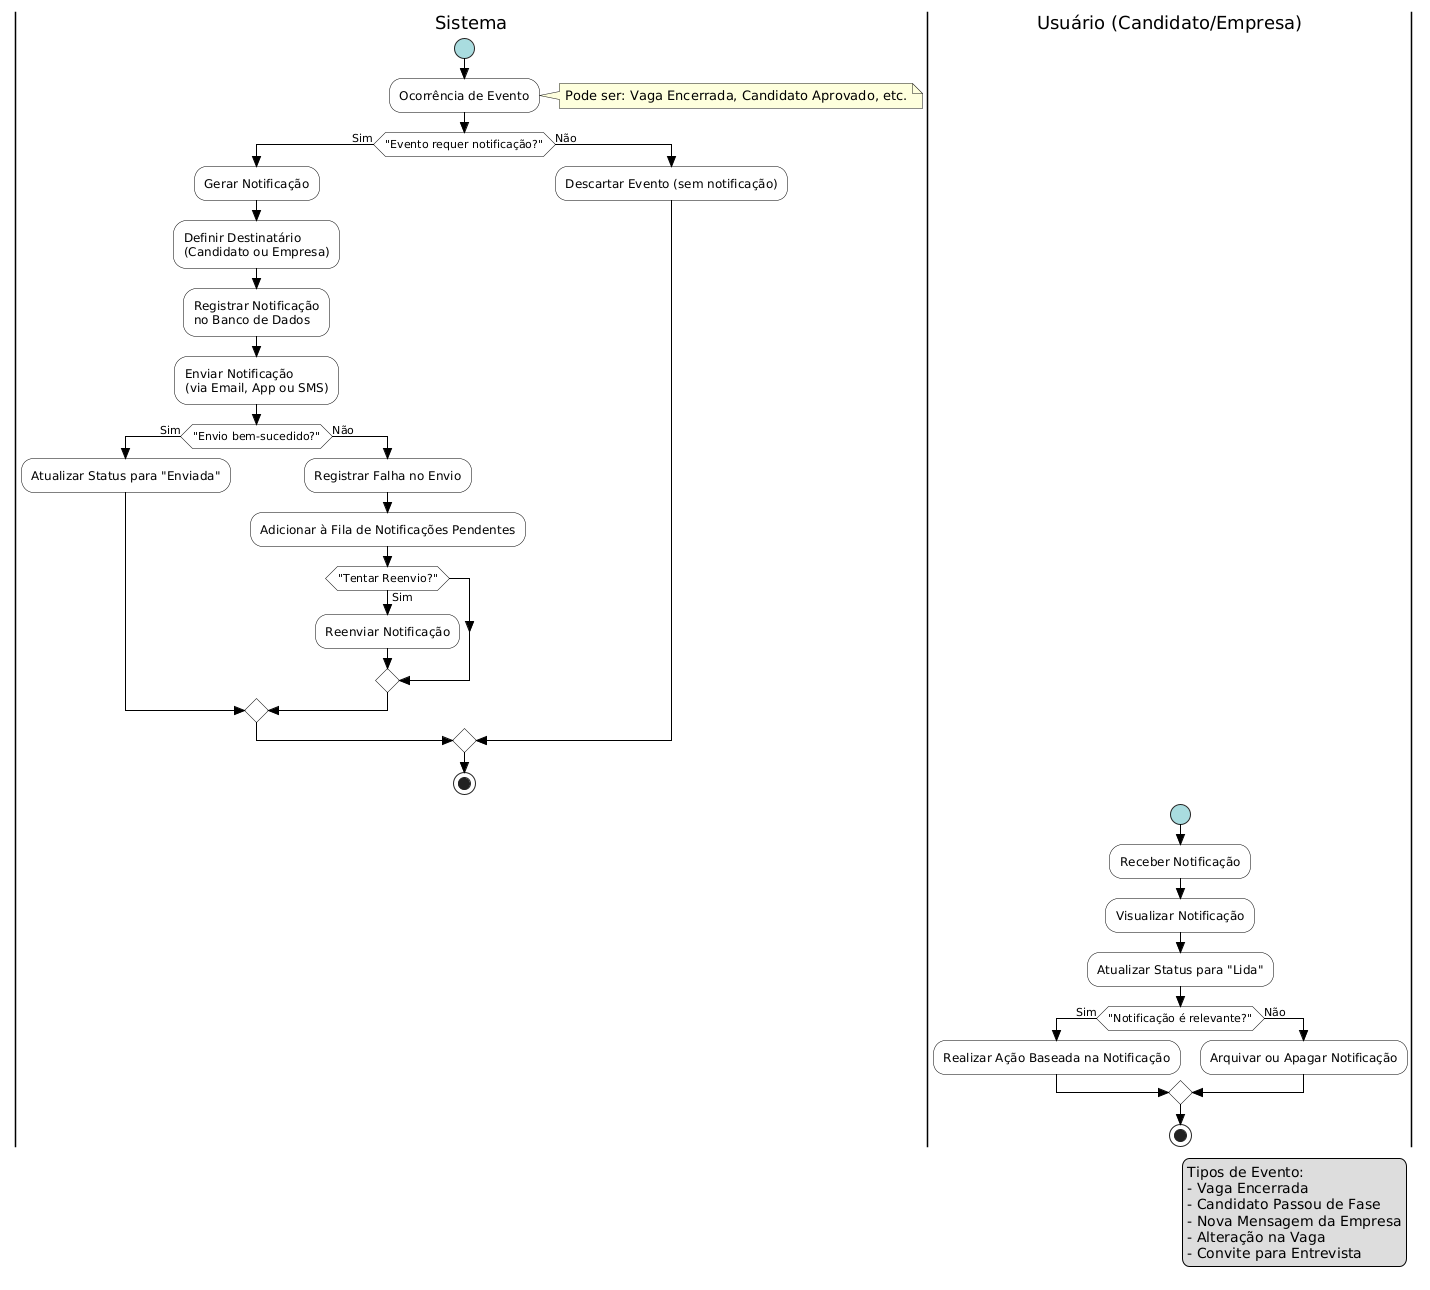 Sistema
Usuário (Candidato/Empresa)
Ocorrência de Evento
Pode ser: Vaga Encerrada, Candidato Aprovado, etc.
Sim
"Evento requer notificação?"
Não
Gerar Notificação
Descartar Evento (sem notificação)
Definir Destinatário
(Candidato ou Empresa)
Registrar Notificação
no Banco de Dados
Enviar Notificação
(via Email, App ou SMS)
Sim
"Envio bem-sucedido?"
Não
Atualizar Status para "Enviada"
Registrar Falha no Envio
Adicionar à Fila de Notificações Pendentes
"Tentar Reenvio?"
Sim
Reenviar Notificação
Receber Notificação
Visualizar Notificação
Atualizar Status para "Lida"
Sim
"Notificação é relevante?"
Não
Realizar Ação Baseada na Notificação
Arquivar ou Apagar Notificação
Tipos de Evento:
- Vaga Encerrada
- Candidato Passou de Fase
- Nova Mensagem da Empresa
- Alteração na Vaga
- Convite para Entrevista